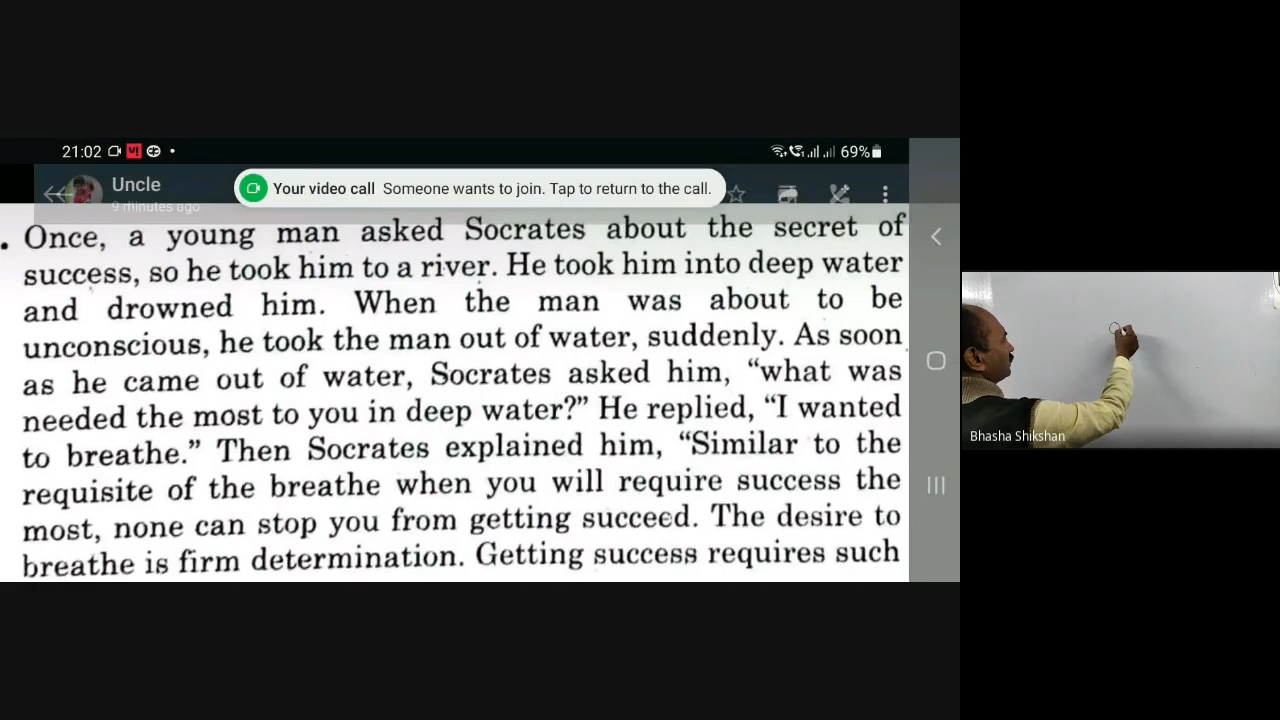 21:02 69%
Uncle
9 minutes ago
Your video call Someone wants to join. Tap to return to the call.
. Once, a young man asked Socrates about the secret of
success, so he took him to a river. He took him into deep water
and drowned him. When the man was about to be
unconscious, he took the man out of water, suddenly. As soon
as he came out of water, Socrates asked him, “what was
needed the most to you in deep water?” He replied, “I wanted
to breathe.” Then Socrates explained him, “Similar to the
requisite of the breathe when you will require success the
most, none can stop you from getting succeed. The desire to
breathe is firm determination. Getting success requires such
Bhasha Shikshan